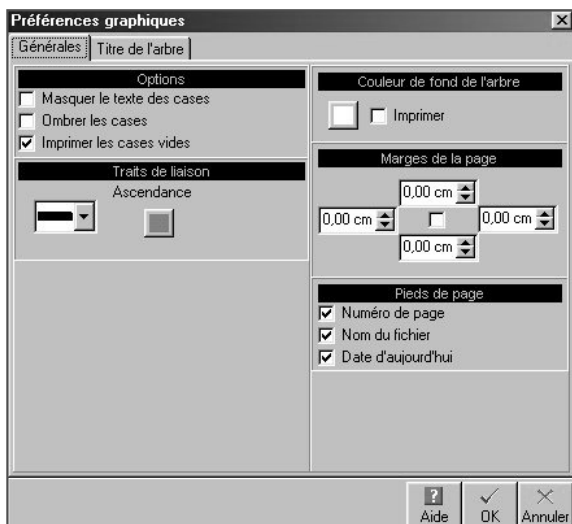 Préférences graphiques
Générales
Titre de l'arbre
Options
Masquer le texte des cases
Ombrer les cases
Imprimer les cases vides
Traits de liaison
Ascendance
Couleur de fond de l'arbre
Imprimer
Marges de la page
0,00 cm
0,00 cm 0,00 cm
0,00 cm
Pieds de page
Numéro de page
Nom du fichier
Date d'aujourd'hui
?
Aide OK Annuler